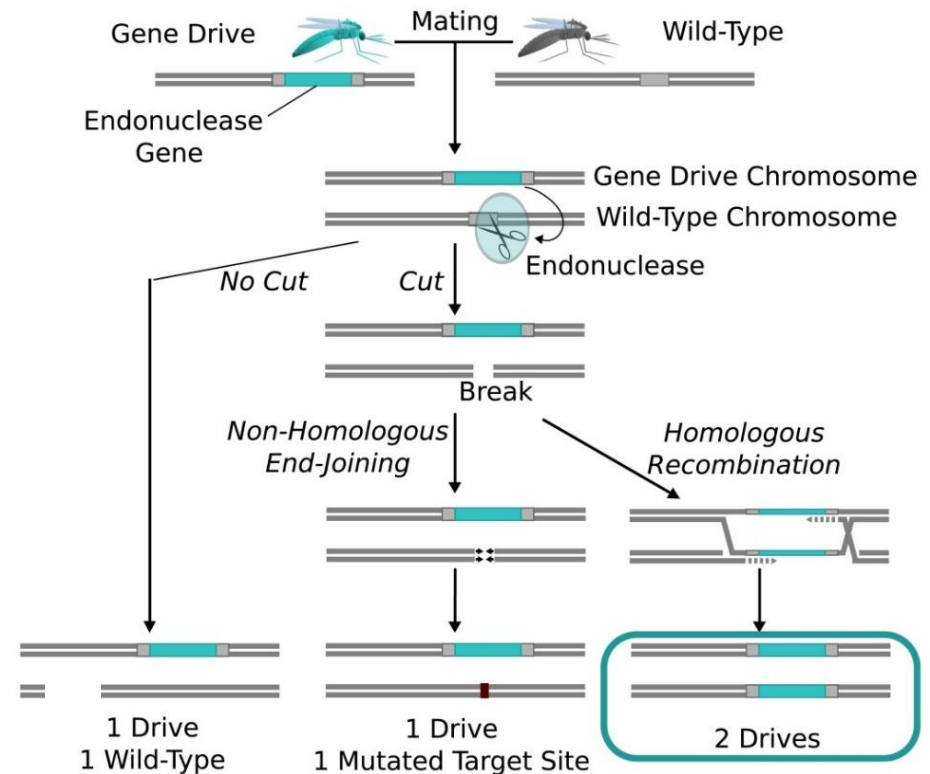 Gene Drive
Mating
Wild-Type
Endonuclease
Gene
Gene Drive Chromosome
Wild-Type Chromosome
Endonuclease
No Cut
Cut
Break
Non-Homologous
End-Joining
Homologous
Recombination
1 Drive
1 Wild-Type
1 Drive
1 Mutated Target Site
2 Drives